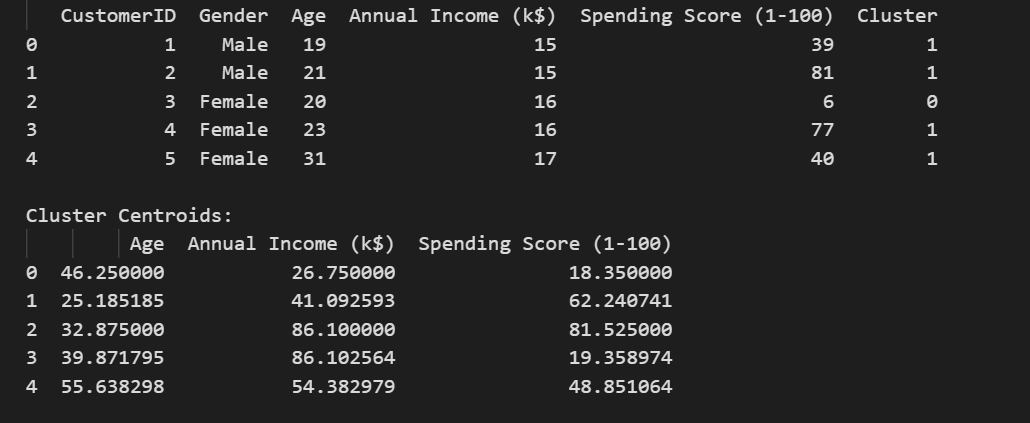 CustomerID Gender Age Annual Income (k$) Spending Score (1-100) Cluster
0 1 Male 19 15 39 1
1 2 Male 21 15 81 1
2 3 Female 20 16 6 0
3 4 Female 23 16 77 1
4 5 Female 31 17 40 1
Cluster Centroids:
Age Annual Income (k$) Spending Score (1-100)
0 46.250000 26.750000 18.350000
1 25.185185 41.092593 62.240741
2 32.875000 86.100000 81.525000
3 39.871795 86.102564 19.358974
4 55.638298 54.382979 48.851064